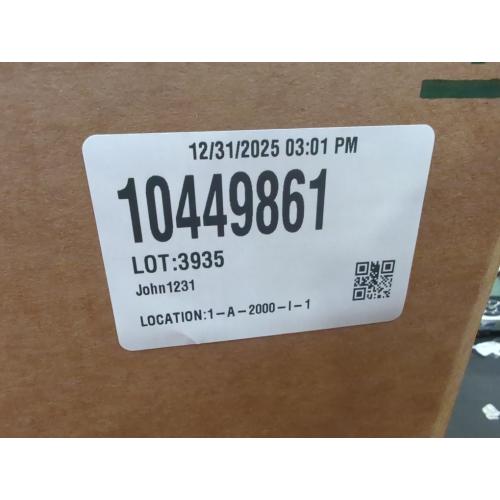 12/31/2025 03:01 PM
10449861
LOT:3935
John1231
LOCATION:1-A-2000-I-1